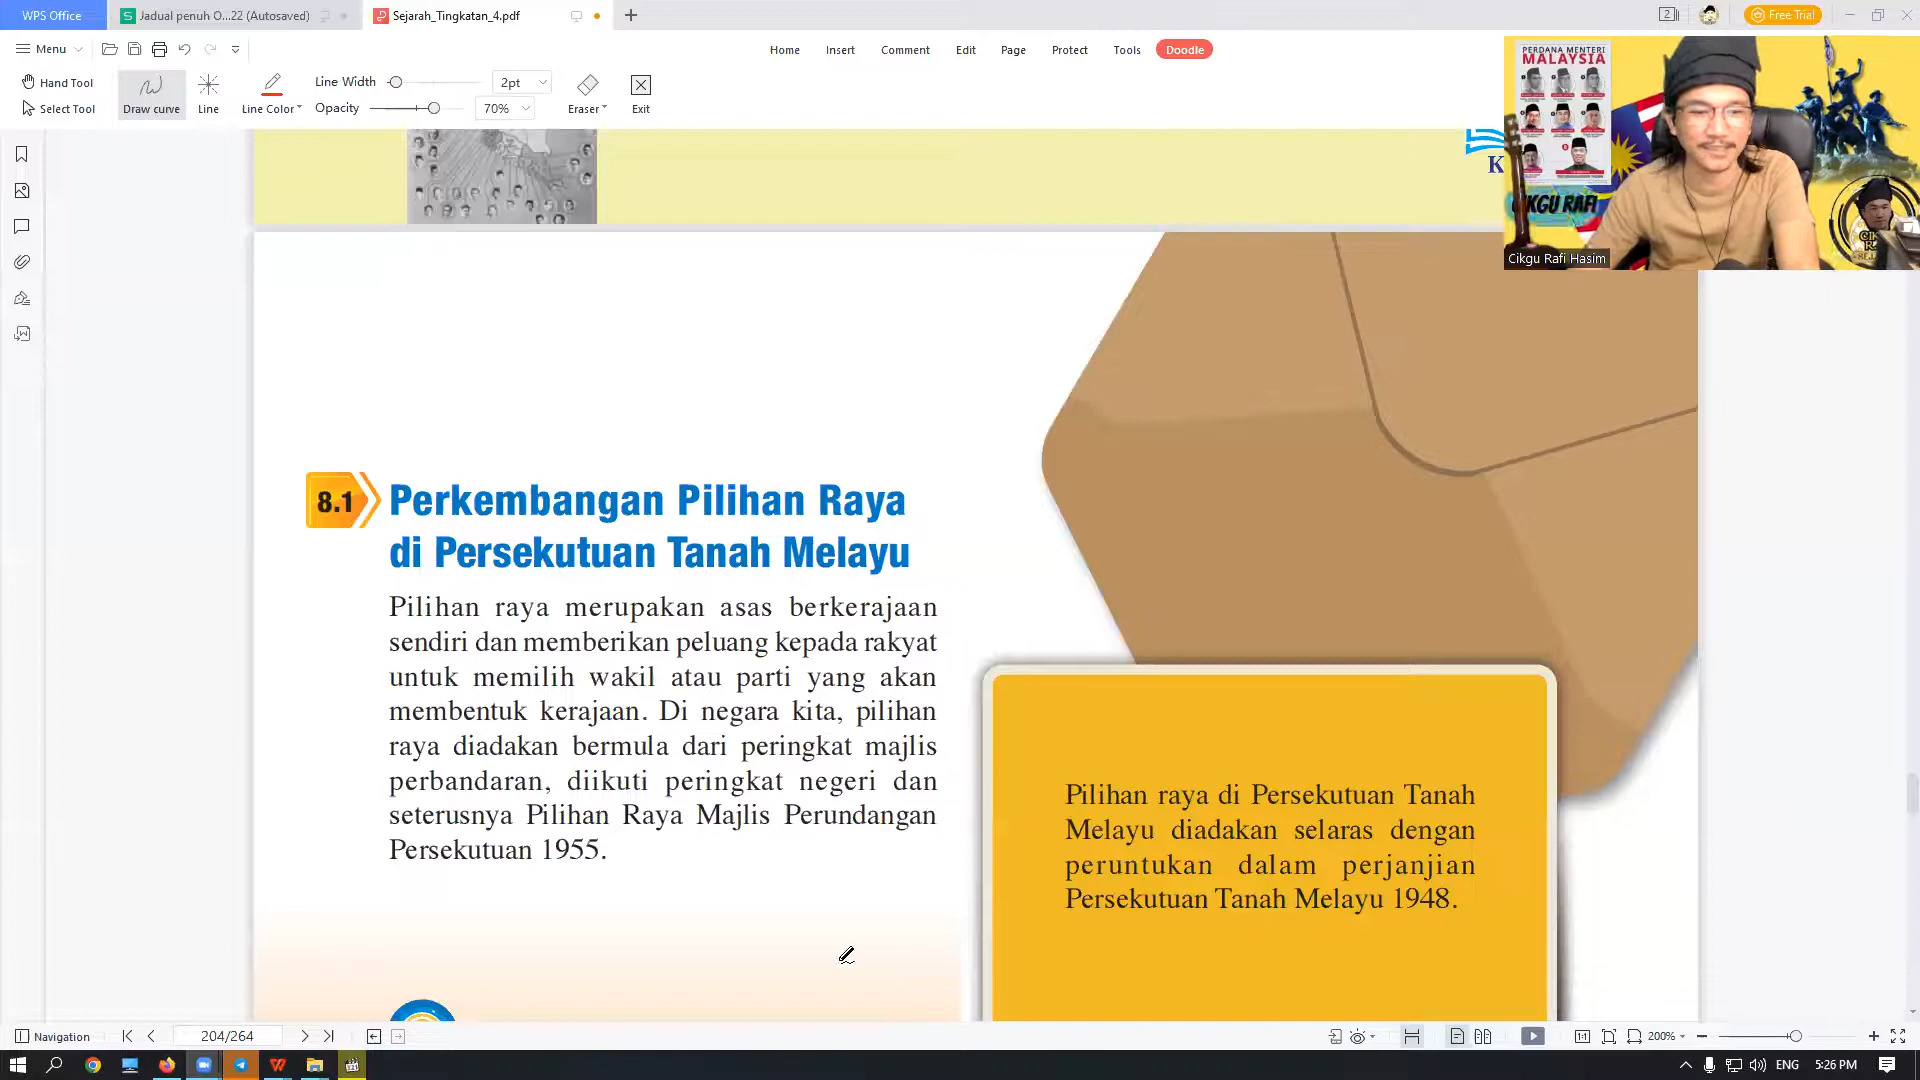 WPS Office
Jadual penuh O...22 (Autosaved)
Sejarah_Tingkatan_4.pdf
Free Trial
Menu
Home
Insert
Comment
Edit
Page
Protect
Tools
Doodle
Hand Tool
Select Tool
Draw curve
Line
Line Color
Line Width
2pt
Opacity
70%
Eraser
Exit
PERDANA MENTERI
MALAYSIA
CIKGU RAFI
Cikgu Rafi Hasim
K
8.1
Perkembangan Pilihan Raya
di Persekutuan Tanah Melayu
Pilihan raya merupakan asas berkerajaan
sendiri dan memberikan peluang kepada rakyat
untuk memilih wakil atau parti yang akan
membentuk kerajaan. Di negara kita, pilihan
raya diadakan bermula dari peringkat majlis
perbandaran, diikuti peringkat negeri dan
seterusnya Pilihan Raya Majlis Perundangan
Persekutuan 1955.
Pilihan raya di Persekutuan Tanah
Melayu diadakan selaras dengan
peruntukan dalam perjanjian
Persekutuan Tanah Melayu 1948.
Navigation
204/264
200%
ENG
5:26 PM